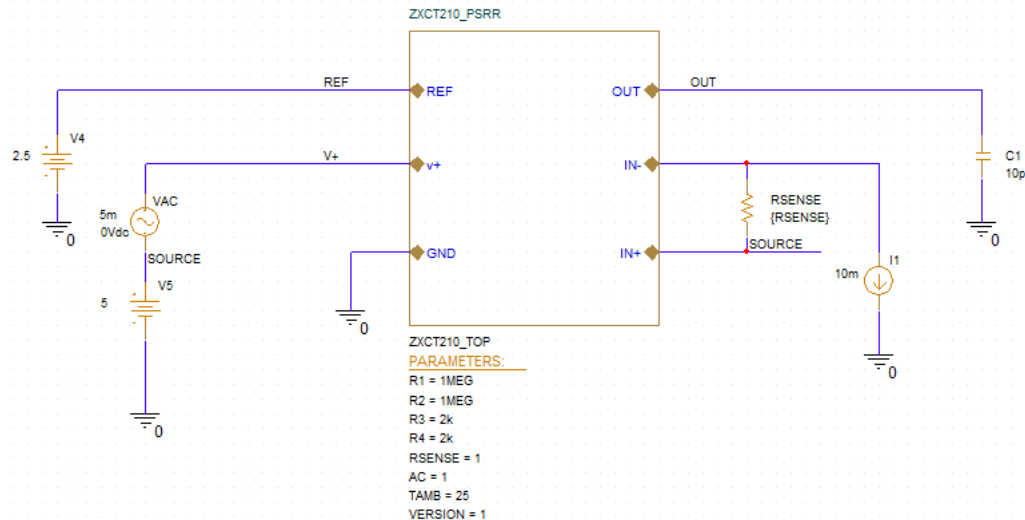 ZXCT210_PSRR
REF
REF
OUT
OUT
V4
2.5
V+
v+
IN-
C1
10p
VAC
5m
0Vdc
RSENSE
{RSENSE}
0
SOURCE
GND
IN+
SOURCE
0
V5
5
I1
10m
0
0
0
ZXCT210_TOP
PARAMETERS:
R1 = 1MEG
R2 = 1MEG
R3 = 2k
R4 = 2k
RSENSE = 1
AC = 1
TAMB = 25
VERSION = 1